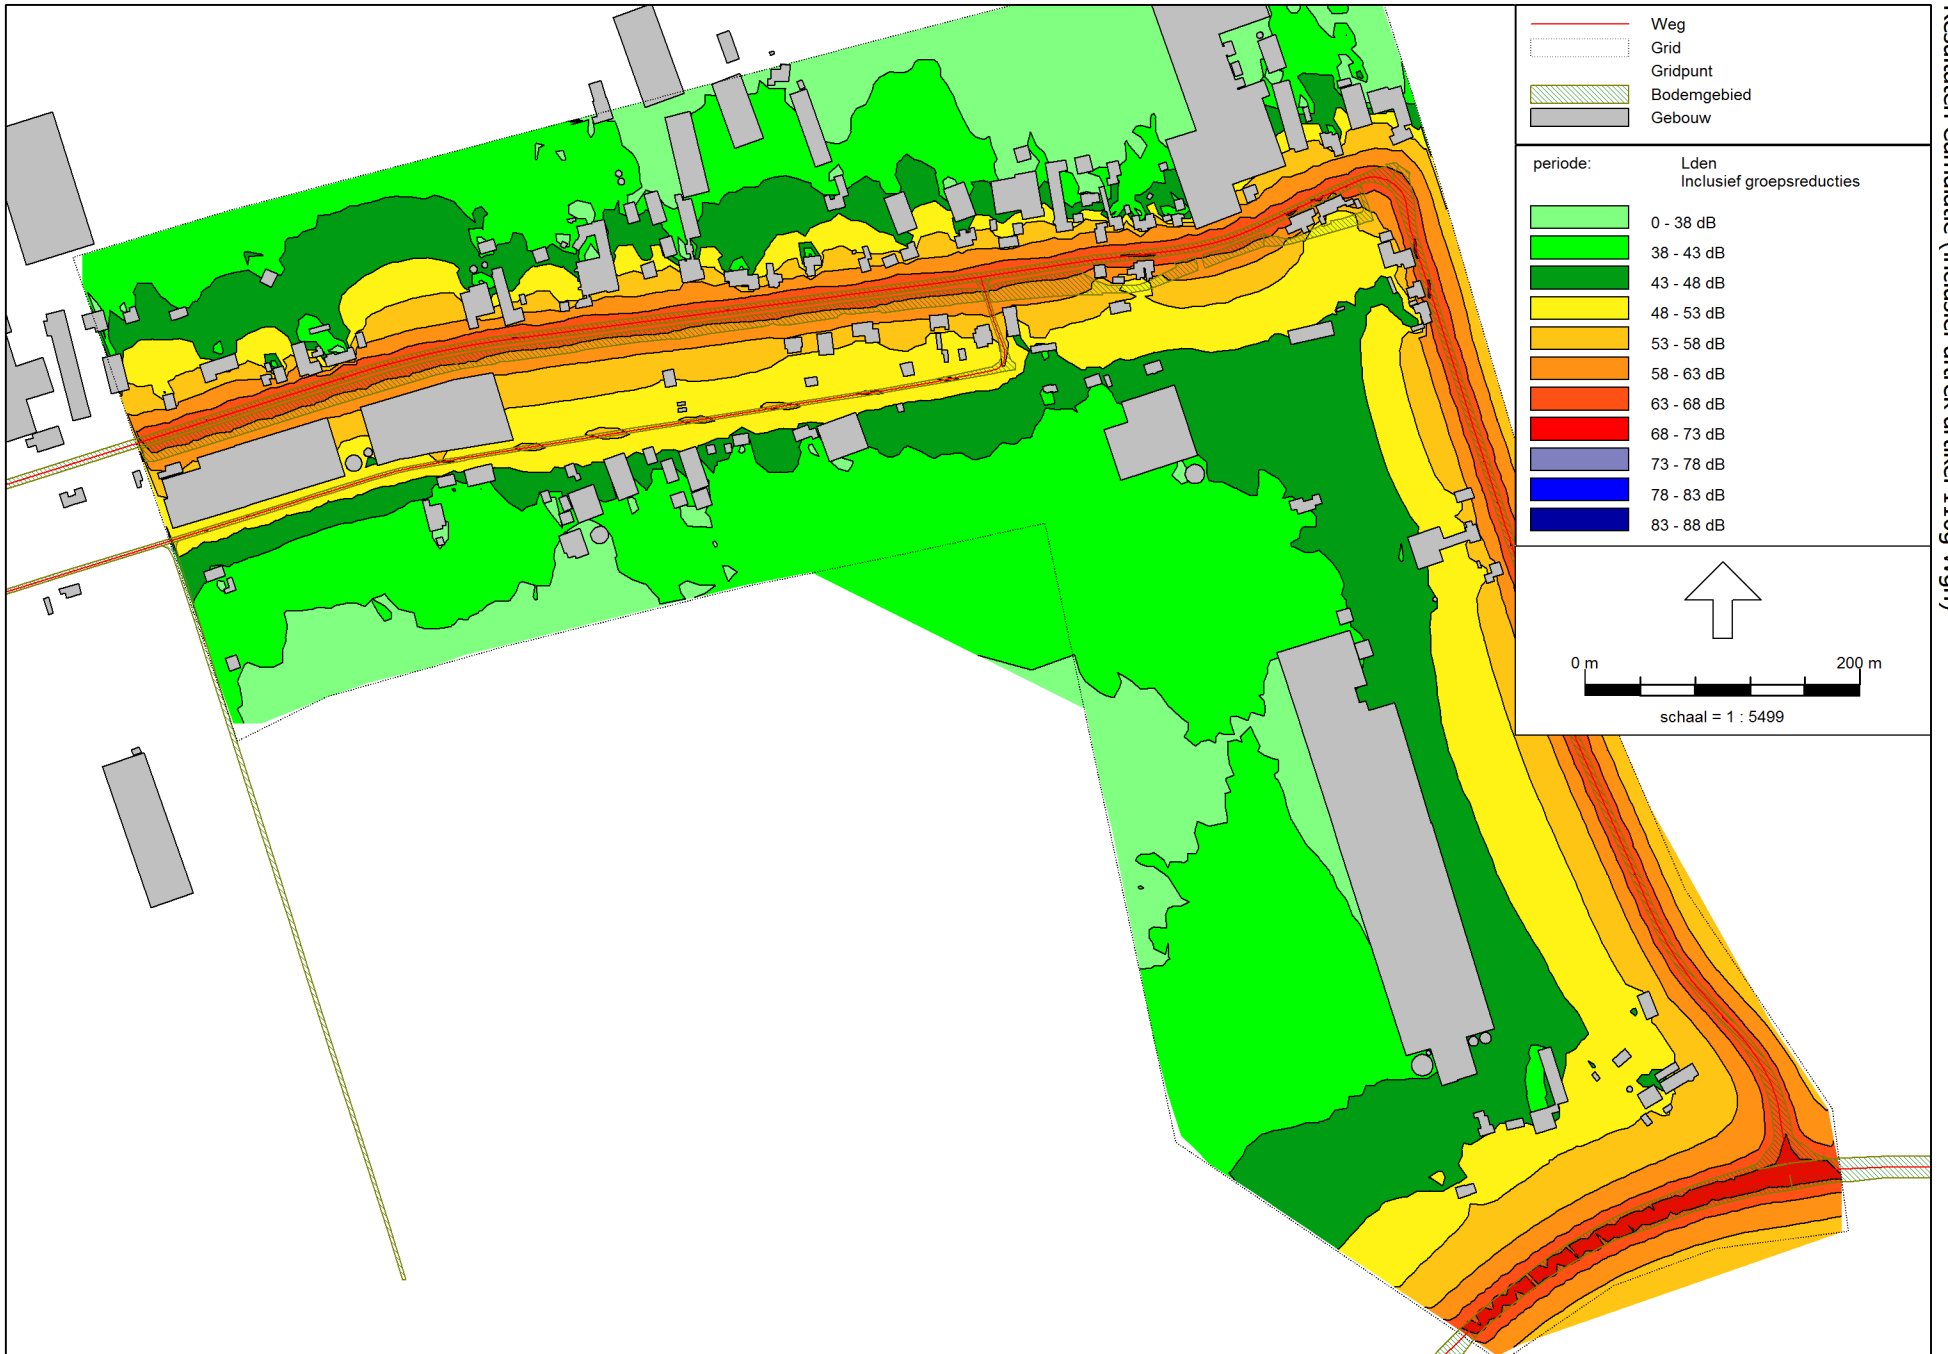 Weg
Grid
Gridpunt
Bodemgebied
Gebouw
periode: Lden
Inclusief groepsreducties
0 - 38 dB
38 - 43 dB
43 - 48 dB
48 - 53 dB
53 - 58 dB
58 - 63 dB
63 - 68 dB
68 - 73 dB
73 - 78 dB
78 - 83 dB
83 - 88 dB
0 m 200 m
schaal = 1 : 5499